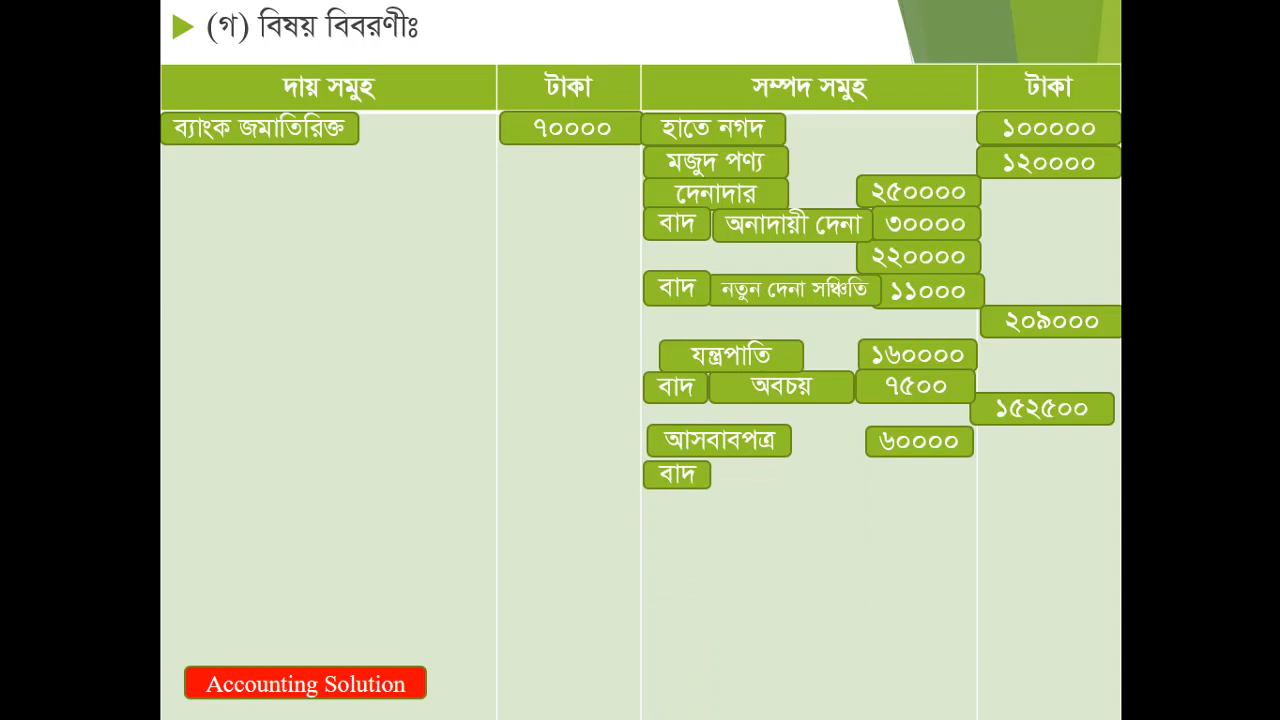 (গ) বিষয় বিবরণীঃ
দায় সমুহ টাকা সম্পদ সমুহ টাকা
ব্যাংক জমাতিরিক্ত ৭০০০০ হাতে নগদ ১০০০০০
মজুদ পণ্য ১২০০০০
দেনাদার ২৫০০০০
বাদ অনাদায়ী দেনা ৩০০০০
২২০০০০
বাদ নতুন দেনা সঞ্চিতি ১১০০০
২০৯০০০
যন্ত্রপাতি ১৬০০০০
বাদ অবচয় ৭৫০০
১৫২৫০০
আসবাবপত্র ৬০০০০
বাদ
Accounting Solution